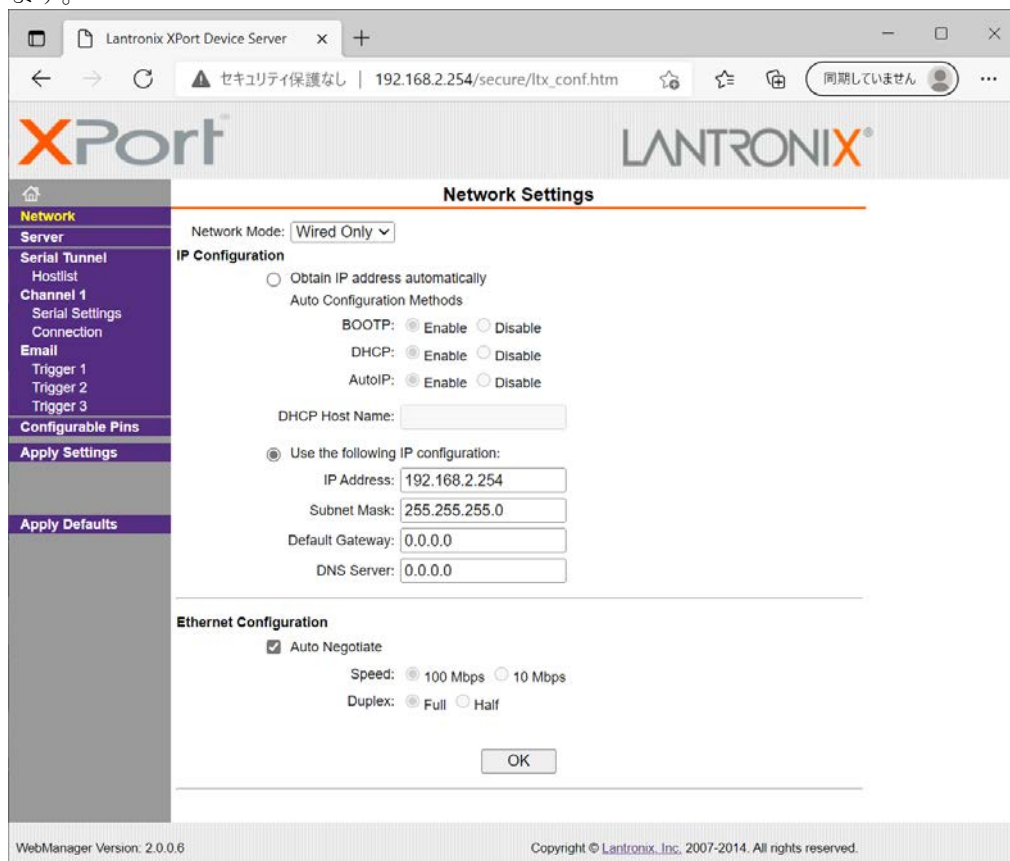 ます。
Lantronix XPort Device Server
セキュリティ保護なし | 192.168.2.254/secure/ltx_conf.htm 同期していません
XPort LANTRONIX®
Network Settings
Network
Server
Serial Tunnel
Hostlist
Channel 1
Serial Settings
Connection
Email
Trigger 1
Trigger 2
Trigger 3
Configurable Pins
Apply Settings
Apply Defaults
Network Mode: Wired Only
IP Configuration
Obtain IP address automatically
Auto Configuration Methods
BOOTP: Enable Disable
DHCP: Enable Disable
AutoIP: Enable Disable
DHCP Host Name:
Use the following IP configuration:
IP Address: 192.168.2.254
Subnet Mask: 255.255.255.0
Default Gateway: 0.0.0.0
DNS Server: 0.0.0.0
Ethernet Configuration
Auto Negotiate
Speed: 100 Mbps 10 Mbps
Duplex: Full Half
OK
WebManager Version: 2.0.0.6 Copyright © Lantronix, Inc. 2007-2014. All rights reserved.